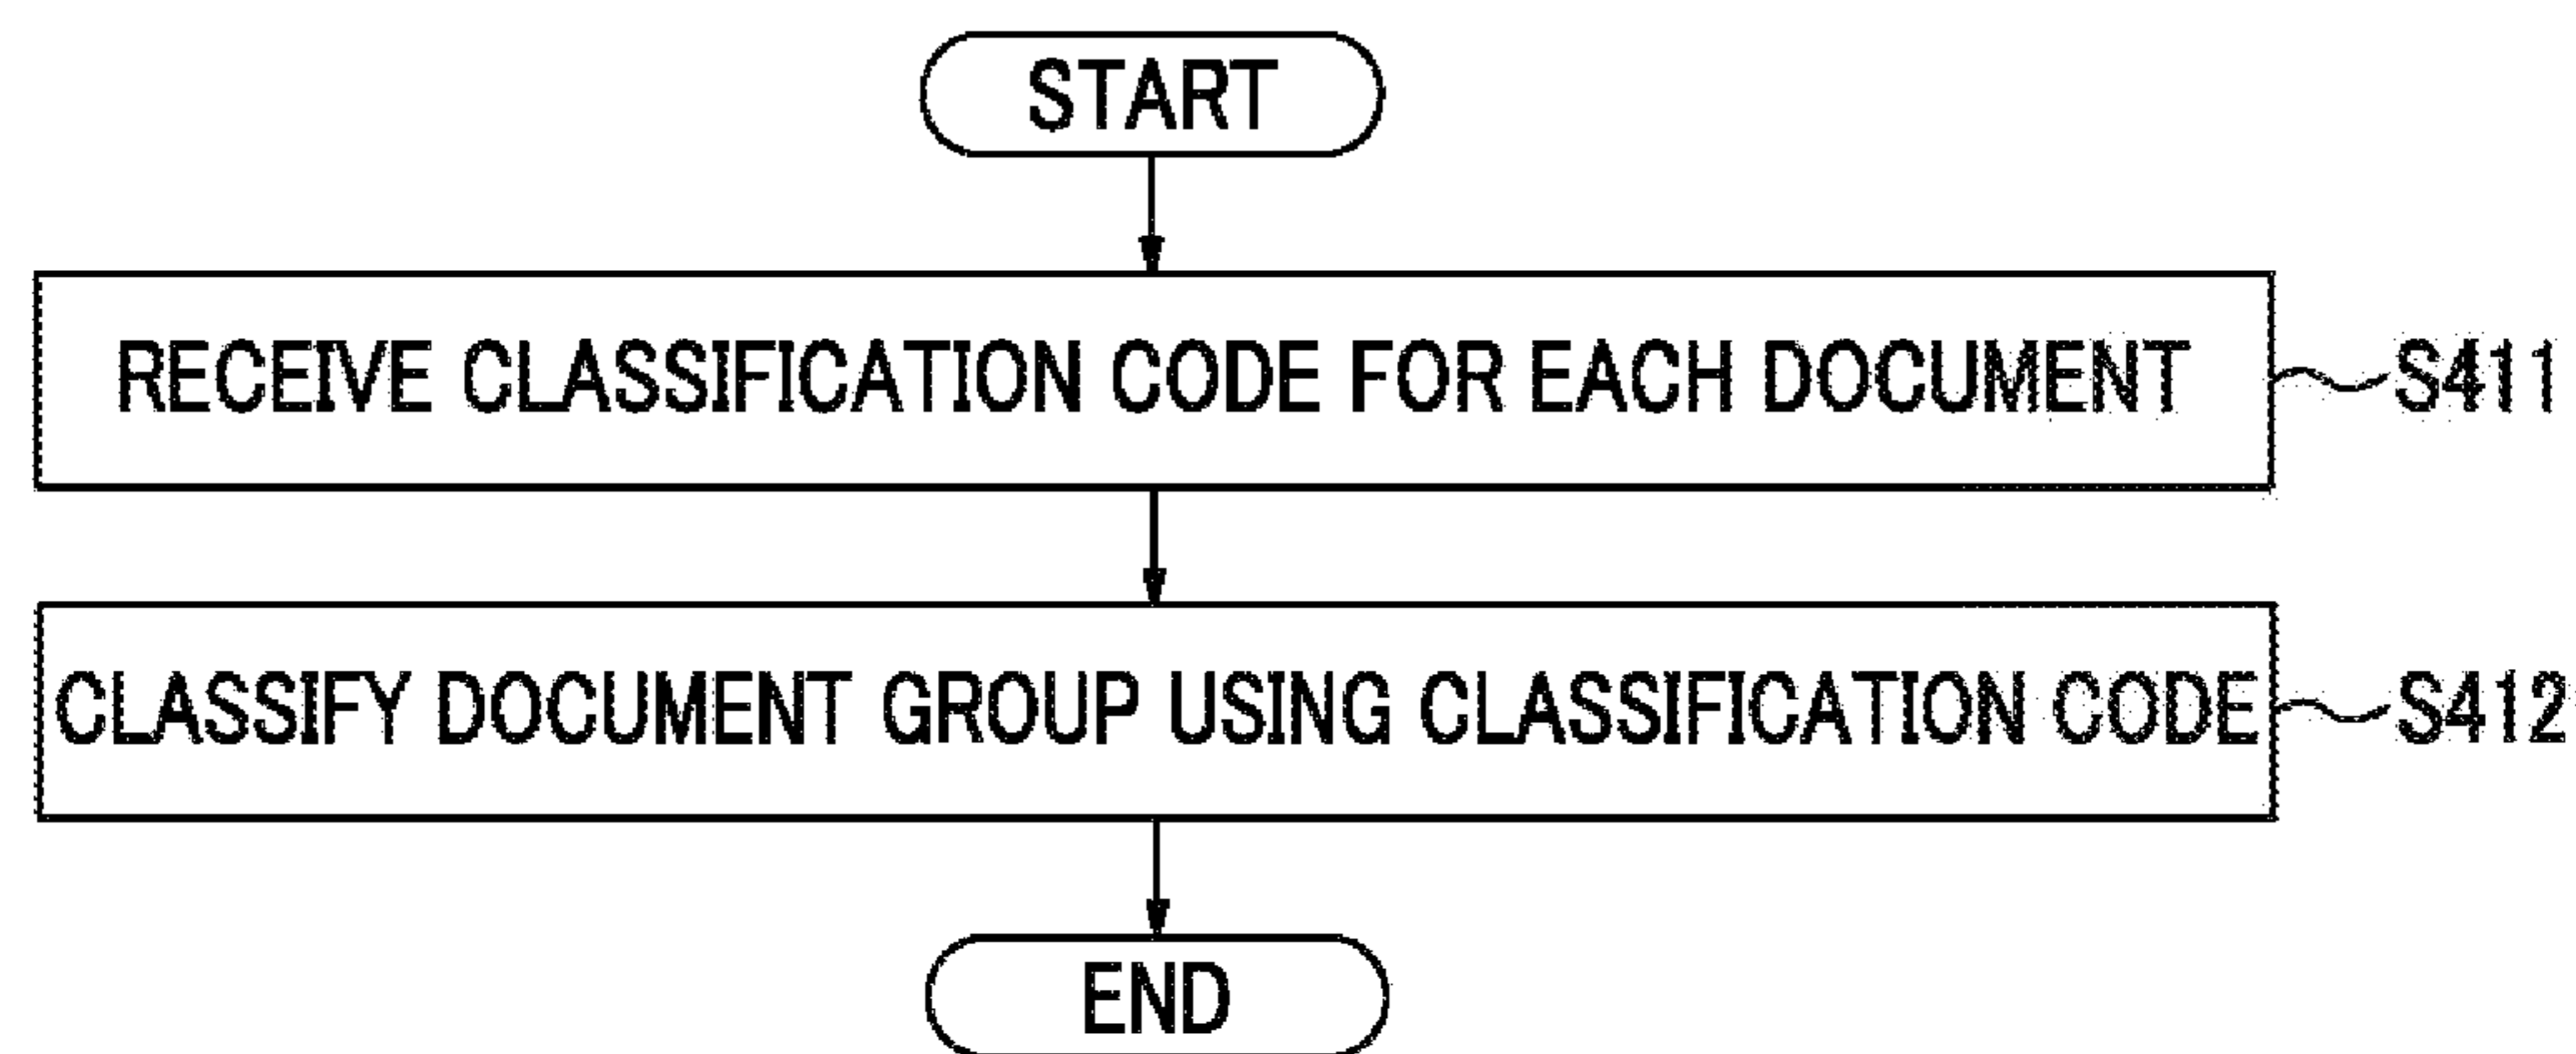 START
RECEIVE CLASSIFICATION CODE FOR EACH DOCUMENT
S411
CLASSIFY DOCUMENT GROUP USING CLASSIFICATION CODE
S412
END